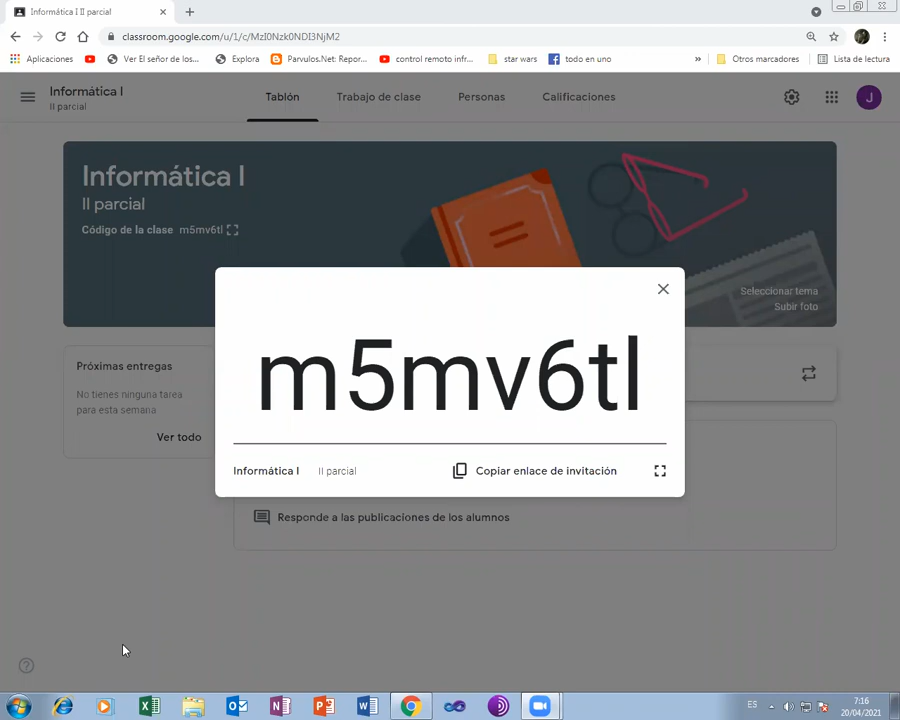 Informática I II parcial
classroom.google.com/u/1/c/MzI0Nzk0NDI3NjM2
Aplicaciones
Ver El señor de los...
Explora
Parvulos.Net: Repor...
control remoto infr...
star wars
todo en uno
»
Otros marcadores
Lista de lectura
Informática I
II parcial
Tablón
Trabajo de clase
Personas
Calificaciones
J
Informática I
II parcial
Código de la clase m5mv6tl
Seleccionar tema
Subir foto
Próximas entregas
No tienes ninguna tarea
para esta semana
Ver todo
m5mv6tl
Informática I II parcial
Copiar enlace de invitación
Responde a las publicaciones de los alumnos
ES
7:16
20/04/2021